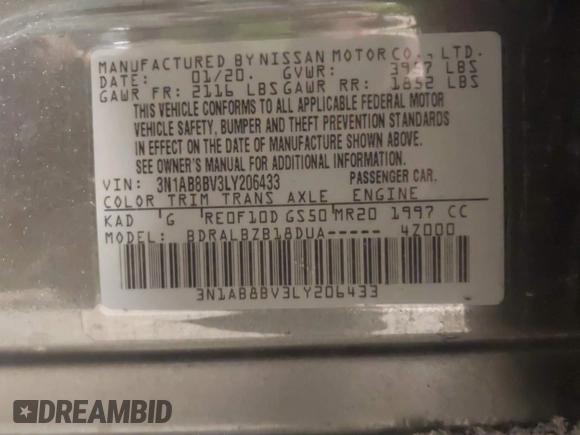 MANUFACTURED BY NISSAN MOTOR CO., LTD.
DATE: 01/20. GVWR: LBS
GAWR FR: 2116 LBS GAWR RR: 1852 LBS
THIS VEHICLE CONFORMS TO ALL APPLICABLE FEDERAL MOTOR
VEHICLE SAFETY, BUMPER AND THEFT PREVENTION STANDARDS
IN EFFECT ON THE DATE OF MANUFACTURE SHOWN ABOVE.
SEE OWNER'S MANUAL FOR ADDITIONAL INFORMATION.
VIN: 3N1AB8BV3LY206433 PASSENGER CAR.
COLOR TRIM TRANS AXLE ENGINE
KAD G RE0F10D GS50 MR20 1997 CC
MODEL: BDRALBZB18DUA----- 4Z000
3N1AB8BV3LY206433
DREAMBID